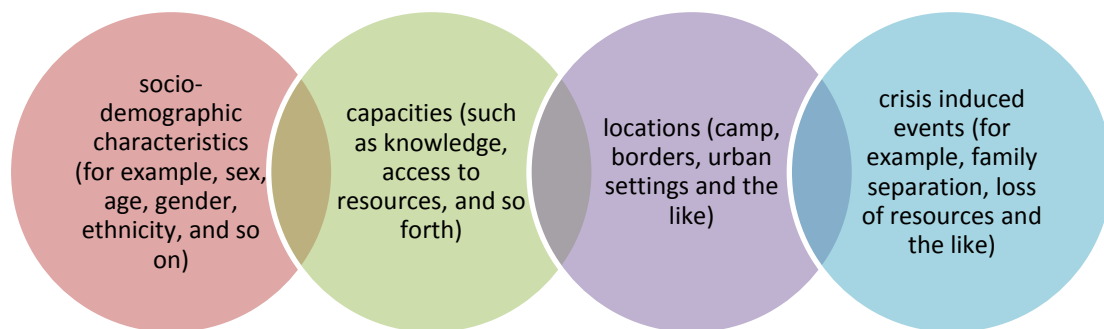 socio-
demographic
characteristics
(for example, sex,
age, gender,
ethnicity, and so
on)
capacities (such
as knowledge,
access to
resources, and so
forth)
locations (camp,
borders, urban
settings and the
like)
crisis induced
events (for
example, family
separation, loss
of resources and
the like)